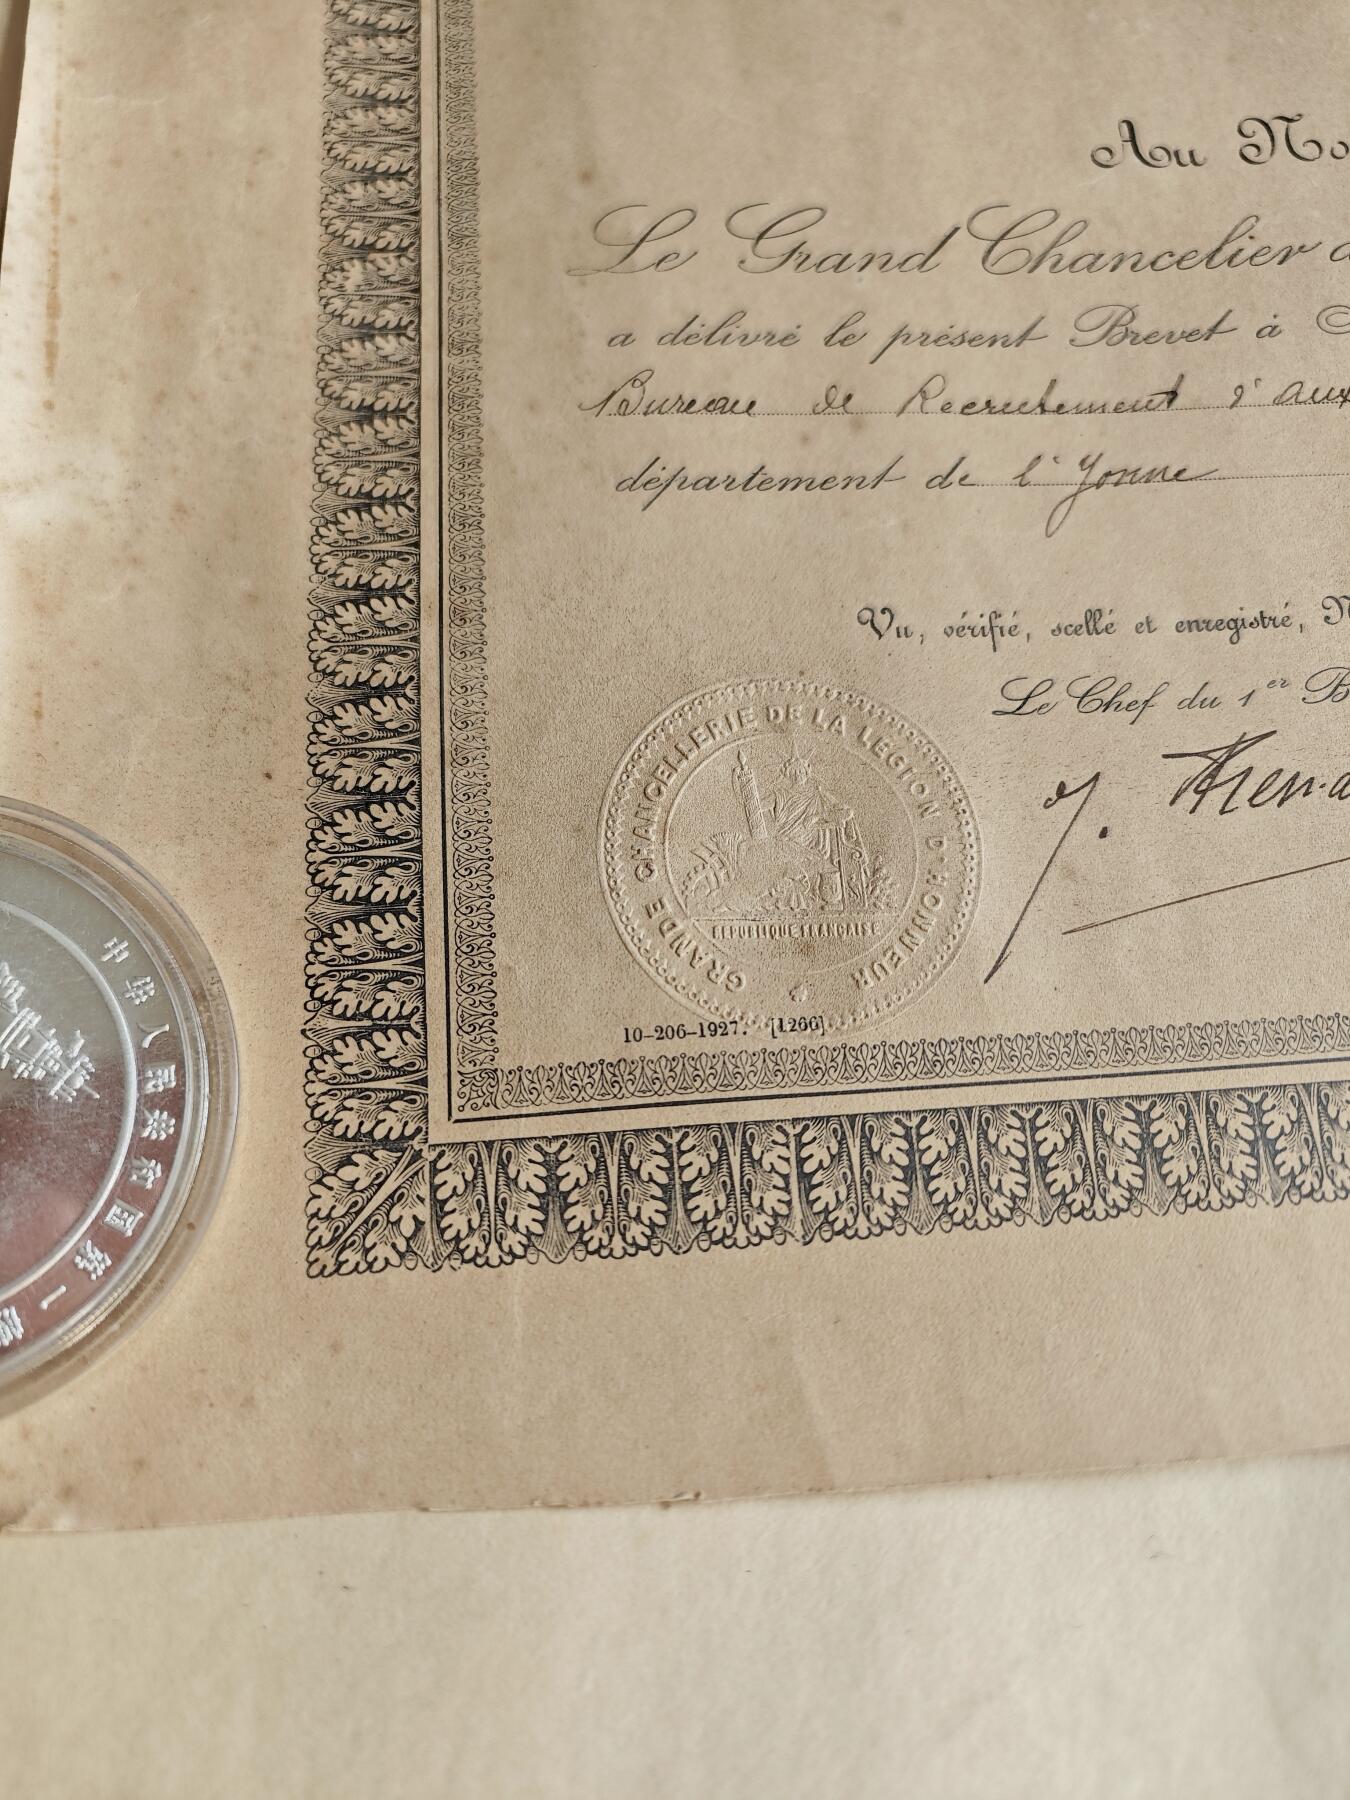 Au No
Le Grand Chancelier d
a délivré le présent Brevet à
Bureau de Recrutement d'Aux
département de l'Yonne
Vu, vérifié, scellé et enregistré, N
Le Chef du 1er B
J.
GRANDE CHANCELLERIE DE LA LÉGION D'HONNEUR
REPUBLIQUE FRANCAISE
10-206-1927. [1266]
中华人民共和国第一